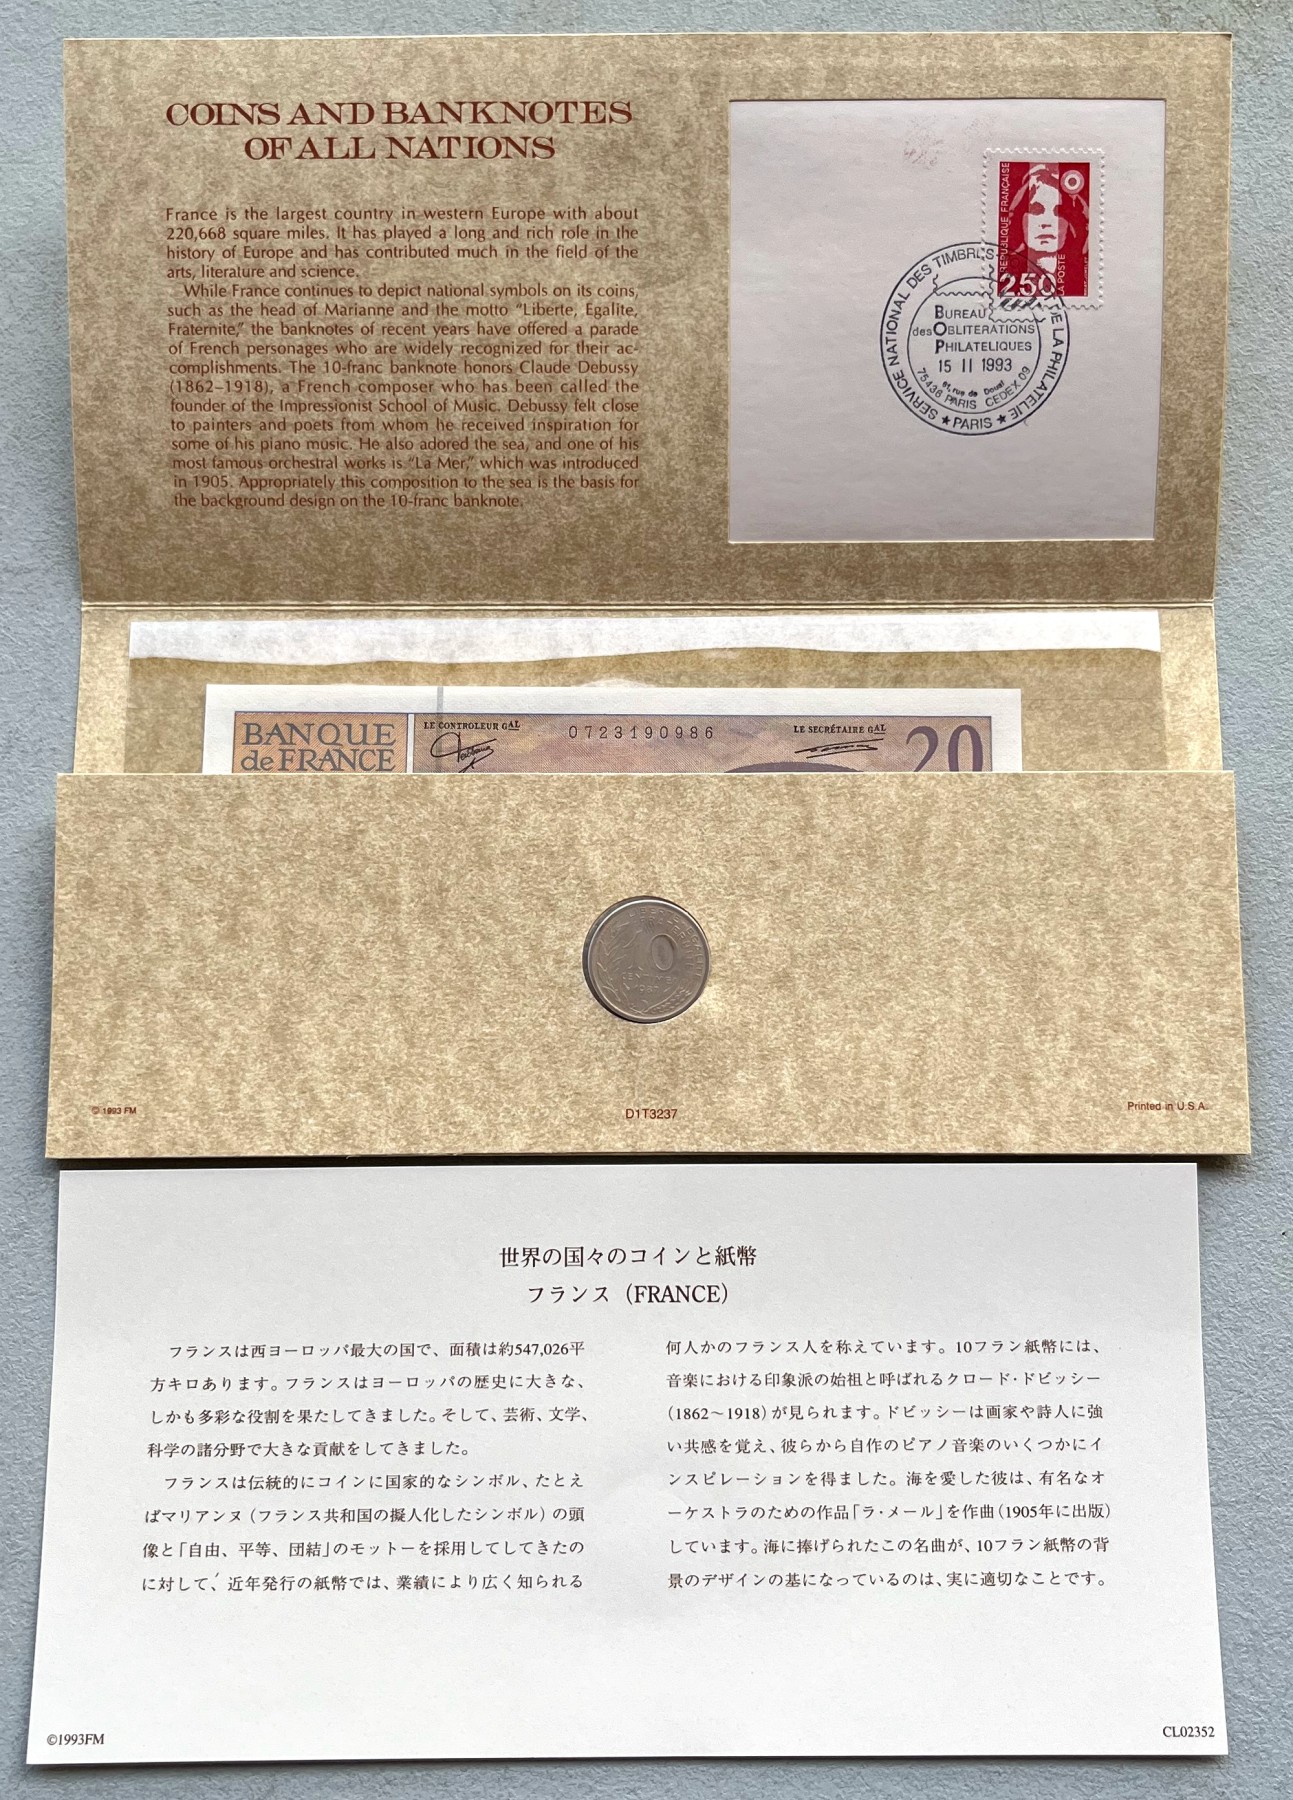 COINS AND BANKNOTES
OF ALL NATIONS
France is the largest country in western Europe with about
220,668 square miles. It has played a long and rich role in the
history of Europe and has contributed much in the field of the
arts, literature and science.
While France continues to depict national symbols on its coins,
such as the head of Marianne and the motto "Liberte, Egalite,
Fraternite," the banknotes of recent years have offered a parade
of French personages who are widely recognized for their ac-
complishments. The 10-franc banknote honors Claude Debussy
(1862–1918), a French composer who has been called the
founder of the Impressionist School of Music. Debussy felt close
to painters and poets from whom he received inspiration for
some of his piano music. He also adored the sea, and one of his
most famous orchestral works is "La Mer," which was introduced
in 1905. Appropriately this composition to the sea is the basis for
the background design on the 10-franc banknote.
REPUBLIQUE FRANÇAISE
2,50
LA POSTE
SERVICE NATIONAL DES TIMBRES
DE LA PHILATELIE
★ PARIS ★
BUREAU
des OBLITERATIONS
PHILATELIQUES
15 11 1993
61, rue de Douai
75436 PARIS CEDEX 09
BANQUE
de FRANCE
LE CONTROLEUR GAL
0723190986
LE SECRÉTAIRE GAL
20
10
© 1993 FM
D1T3237
Printed in U.S.A.
世界の国々のコインと紙幣
フランス（FRANCE）
フランスは西ヨーロッパ最大の国で、面積は約547,026平
方キロあります。フランスはヨーロッパの歴史に大きな、
しかも多彩な役割を果たしてきました。そして、芸術、文学、
科学の諸分野で大きな貢献をしてきました。
フランスは伝統的にコインに国家的なシンボル、たとえ
ばマリアンヌ（フランス共和国の擬人化したシンボル）の頭
像と「自由、平等、団結」のモットーを採用してしてきたの
に対して、近年発行の紙幣では、業績により広く知られる
何人かのフランス人を称えています。10フラン紙幣には、
音楽における印象派の始祖と呼ばれるクロード・ドビッシー
（1862～1918）が見られます。ドビッシーは画家や詩人に強
い共感を覚え、彼らから自作のピアノ音楽のいくつかにイ
ンスピレーションを得ました。海を愛した彼は、有名なオ
ーケストラのための作品「ラ・メール」を作曲（1905年に出版）
しています。海に捧げられたこの名曲が、10フラン紙幣の背
景のデザインの基になっているのは、実に適切なことです。
©1993FM
CL02352